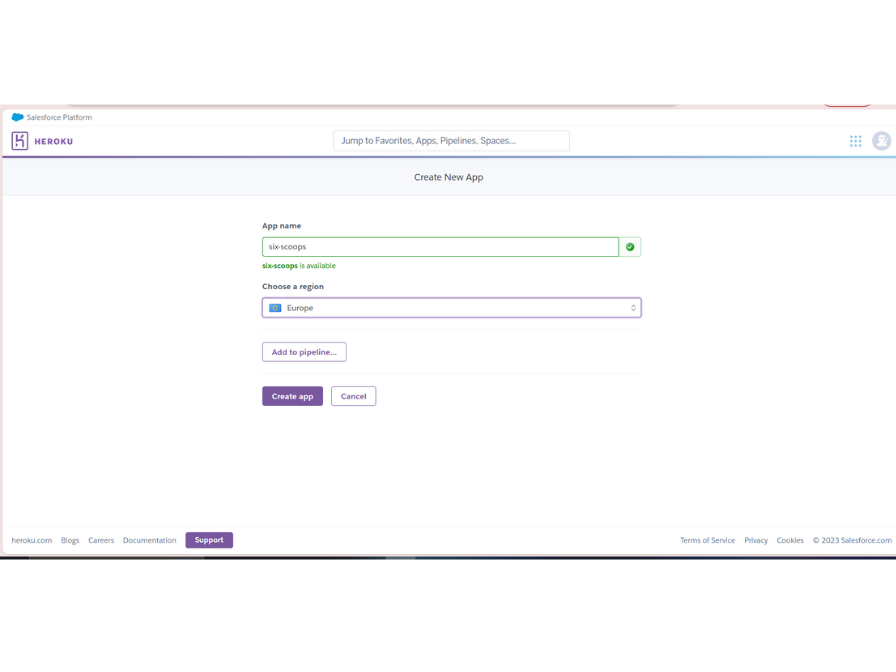 Salesforce Platform
HEROKU
Jump to Favorites, Apps, Pipelines, Spaces...
Create New App
App name
six-scoops
six-scoops is available
Choose a region
Europe
Add to pipeline...
Create app Cancel
heroku.com Blogs Careers Documentation Support Terms of Service Privacy Cookies © 2023 Salesforce.com